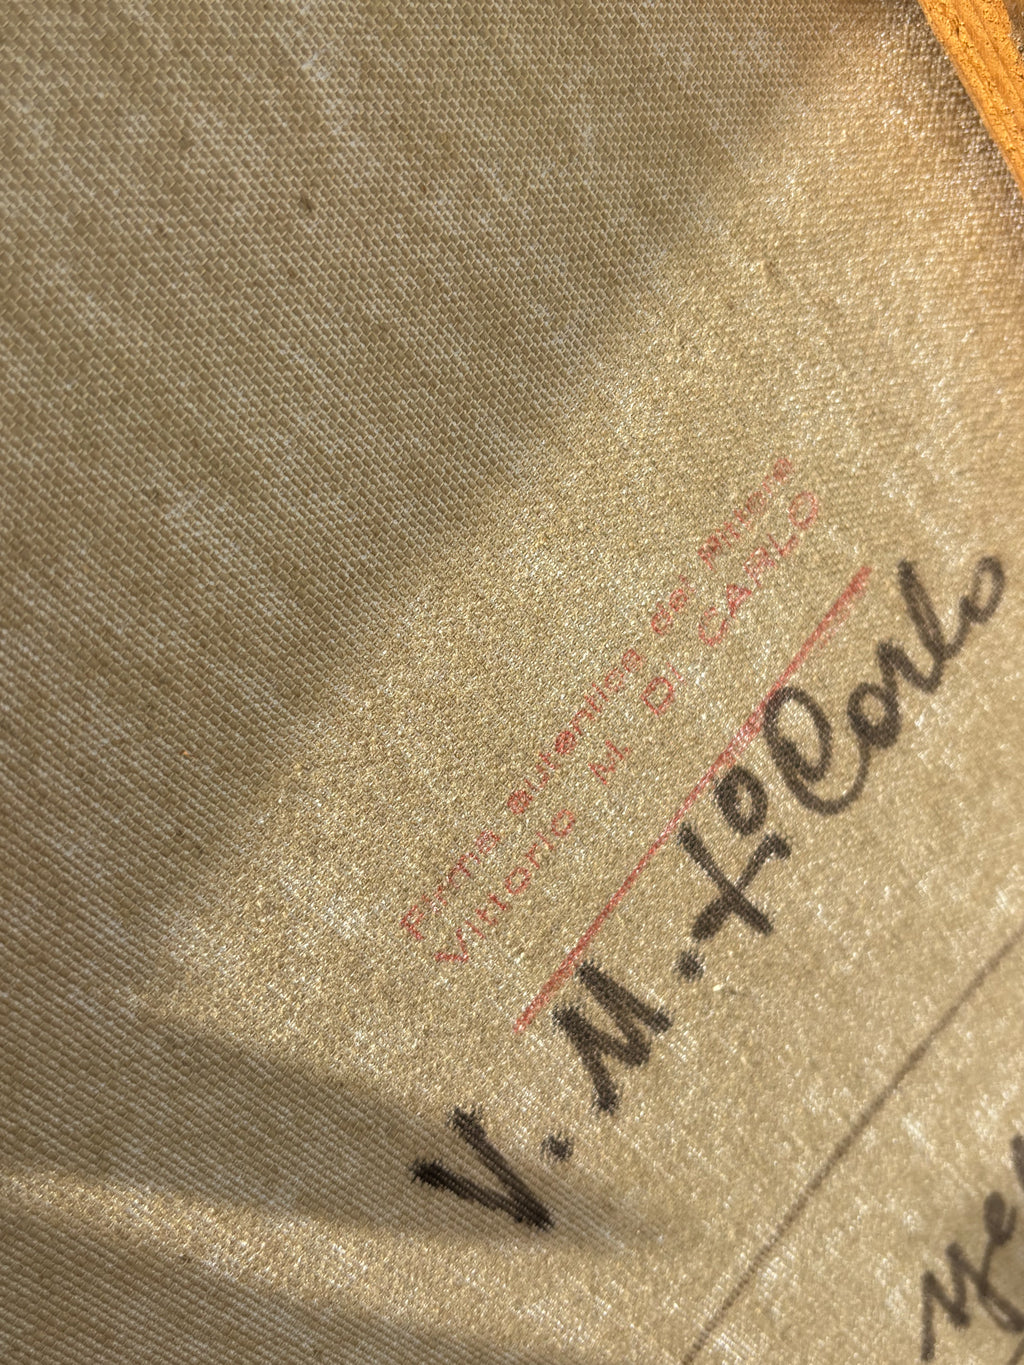 Firma autentica del Pittore
Vittorio M. DI CARLO
V. M. Di Carlo